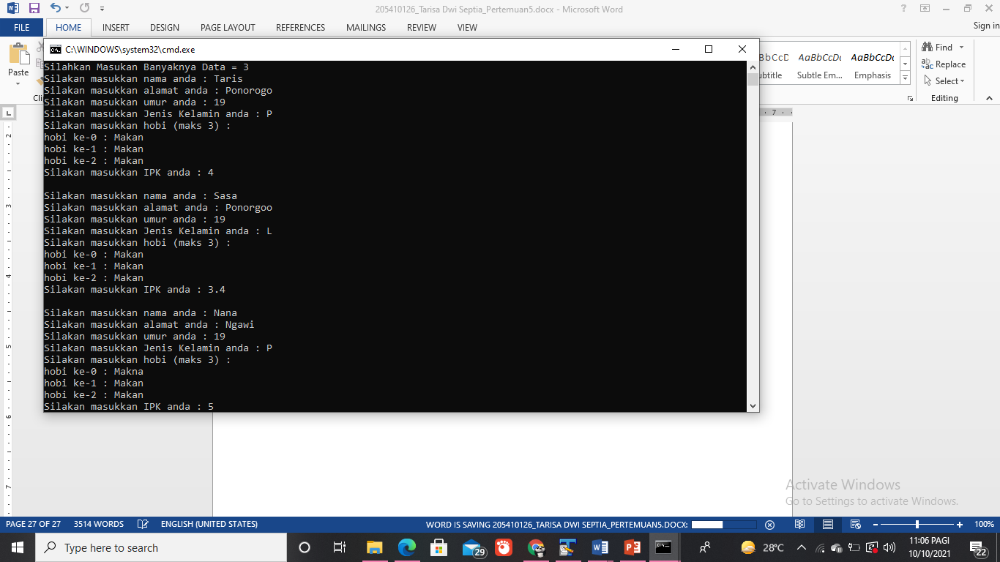 205410126_Tarisa Dwi Septia_Pertemuan5.docx - Microsoft Word
FILE HOME INSERT DESIGN PAGE LAYOUT REFERENCES MAILINGS REVIEW VIEW
Sign in
C:\WINDOWS\system32\cmd.exe
Paste
AaBbCcDc AaBbCcDc
Subtle Em... Emphasis
Find
Replace
Select
Editing
Silahkan Masukan Banyaknya Data = 3
Silakan masukkan nama anda : Taris
Silakan masukkan alamat anda : Ponorogo
Silakan masukkan umur anda : 19
Silakan masukkan Jenis Kelamin anda : P
Silakan masukkan hobi (maks 3) :
hobi ke-0 : Makan
hobi ke-1 : Makan
hobi ke-2 : Makan
Silakan masukkan IPK anda : 4
Silakan masukkan nama anda : Sasa
Silakan masukkan alamat anda : Ponorgoo
Silakan masukkan umur anda : 19
Silakan masukkan Jenis Kelamin anda : L
Silakan masukkan hobi (maks 3) :
hobi ke-0 : Makan
hobi ke-1 : Makan
hobi ke-2 : Makan
Silakan masukkan IPK anda : 3.4
Silakan masukkan nama anda : Nana
Silakan masukkan alamat anda : Ngawi
Silakan masukkan umur anda : 19
Silakan masukkan Jenis Kelamin anda : P
Silakan masukkan hobi (maks 3) :
hobi ke-0 : Makna
hobi ke-1 : Makan
hobi ke-2 : Makan
Silakan masukkan IPK anda : 5
Activate Windows
Go to Settings to activate Windows.
PAGE 27 OF 27 3514 WORDS ENGLISH (UNITED STATES) WORD IS SAVING 205410126_TARISA DWI SEPTIA_PERTEMUAN5.DOCX: 100%
Type here to search
29
28°C
11:06 PAGI
10/10/2021
22